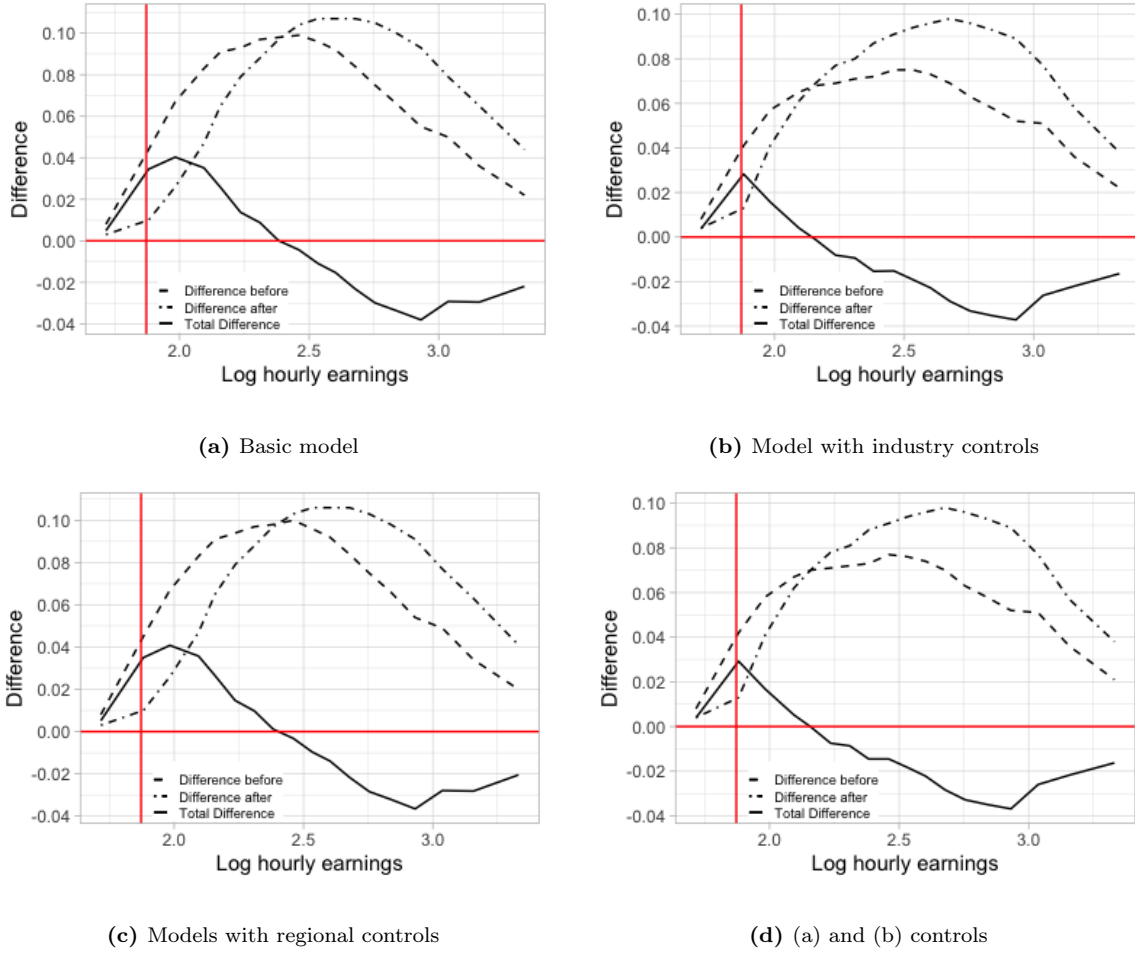 0.10
0.08
0.06
0.04
0.02
0.00
-0.02
-0.04
Difference
Difference before
Difference after
Total Difference
2.0 2.5 3.0
Log hourly earnings
(a) Basic model
0.10
0.08
0.06
0.04
0.02
0.00
-0.02
-0.04
Difference
Difference before
Difference after
Total Difference
2.0 2.5 3.0
Log hourly earnings
(b) Model with industry controls
0.10
0.08
0.06
0.04
0.02
0.00
-0.02
-0.04
Difference
Difference before
Difference after
Total Difference
2.0 2.5 3.0
Log hourly earnings
(c) Models with regional controls
0.10
0.08
0.06
0.04
0.02
0.00
-0.02
-0.04
Difference
Difference before
Difference after
Total Difference
2.0 2.5 3.0
Log hourly earnings
(d) (a) and (b) controls